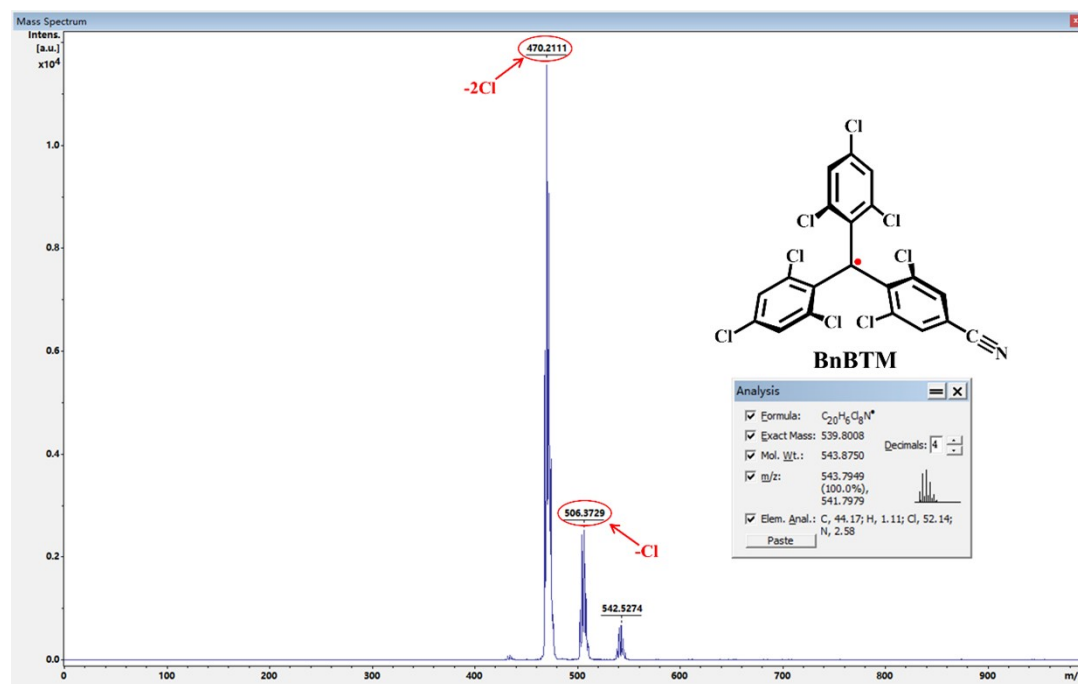 Mass Spectrum
x
Intens.
[a.u.]
x10⁴
1.0
0.8
0.6
0.4
0.2
0.0
0
100
200
300
400
500
600
700
800
900
m/
470.2111
-2Cl
506.3729
-Cl
542.5274
Cl
Cl
Cl
Cl
Cl
Cl
Cl
Cl
C≡N
BnBTM
Analysis
Formula: C₂₀H₆Cl₈N•
Exact Mass: 539.8008
Decimals: 4
Mol. Wt.: 543.8750
m/z: 543.7949
(100.0%),
541.7979
Elem. Anal.: C, 44.17; H, 1.11; Cl, 52.14;
N, 2.58
Paste